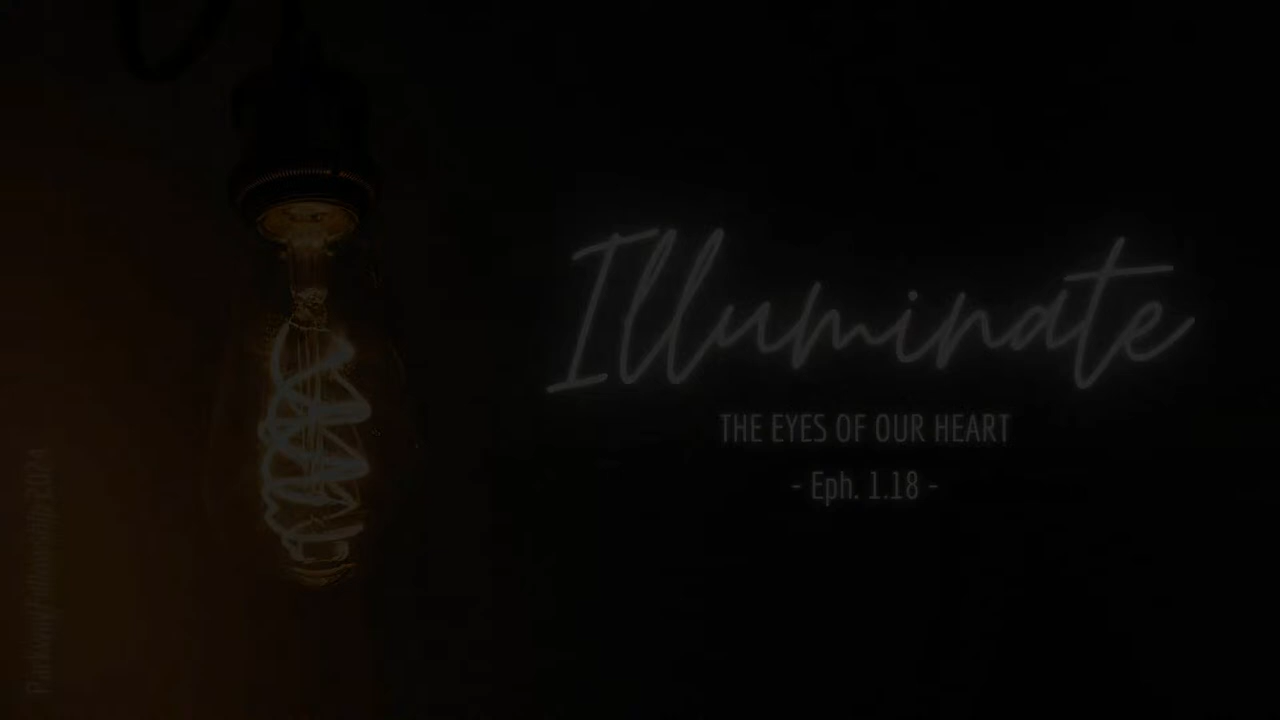 Illuminate
THE EYES OF OUR HEART
- Eph. 1.18 -